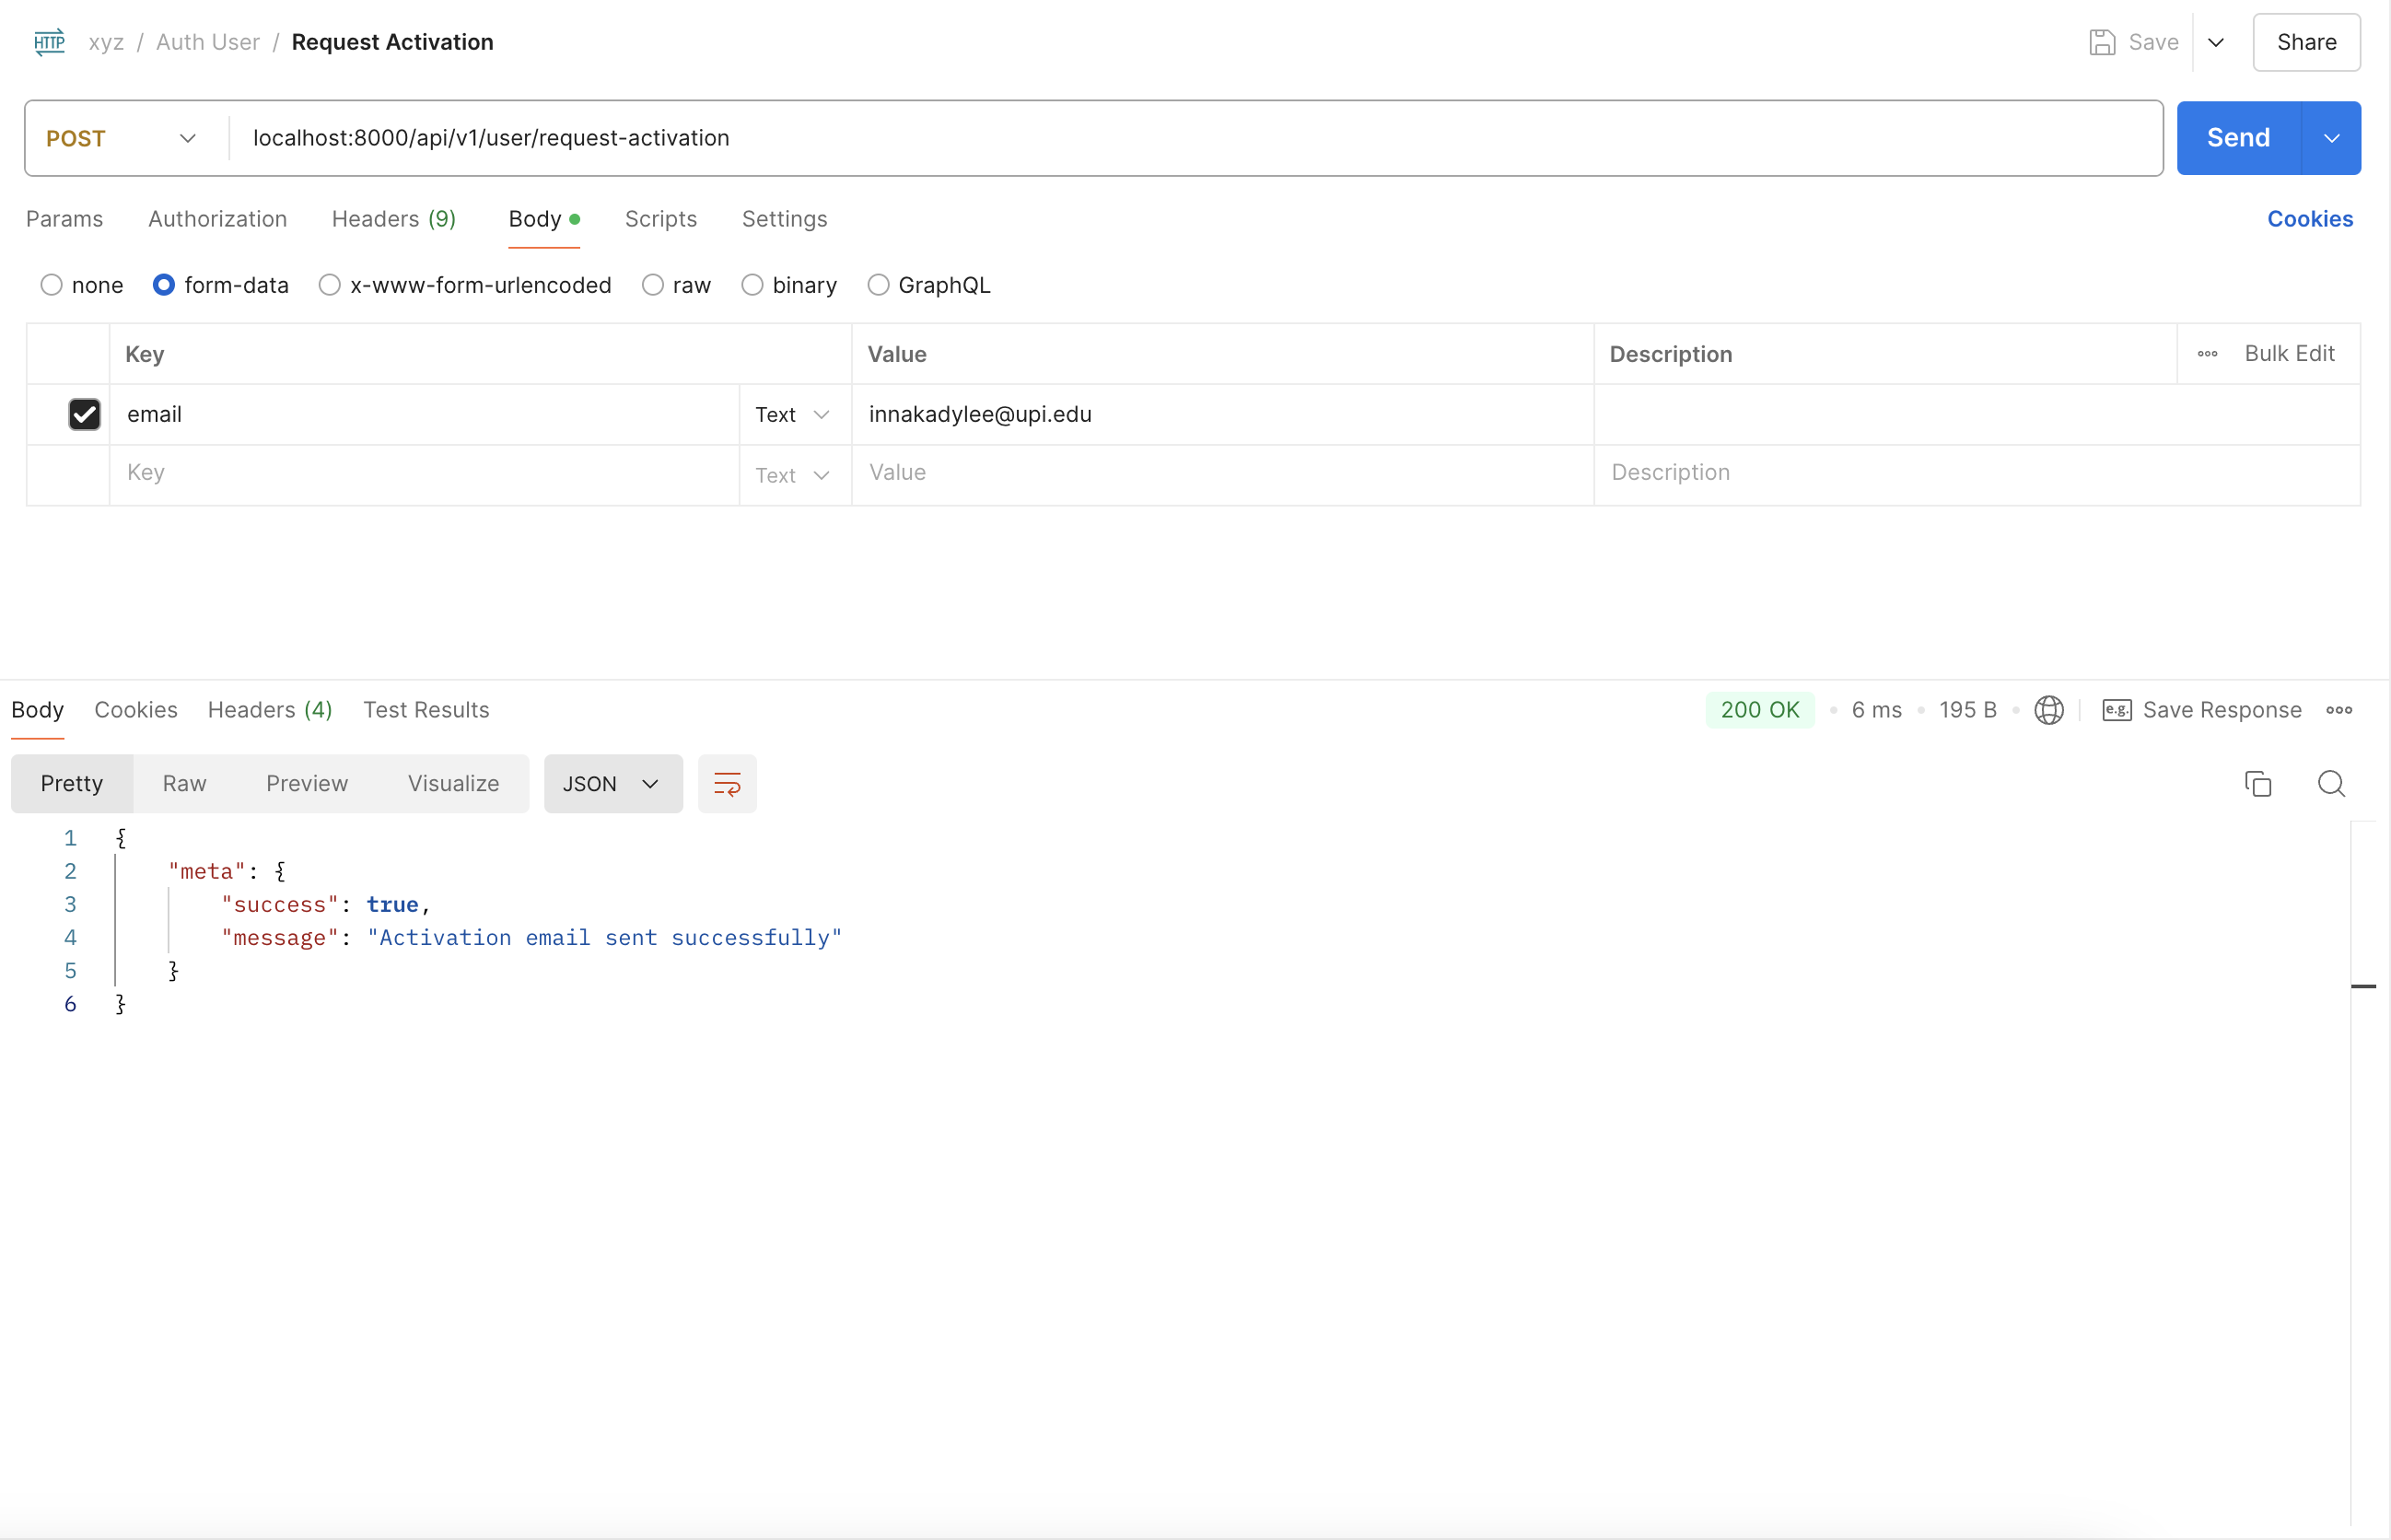 HTTP xyz / Auth User / Request Activation Save Share
POST localhost:8000/api/v1/user/request-activation Send
Params Authorization Headers (9) Body Scripts Settings Cookies
none form-data x-www-form-urlencoded raw binary GraphQL
Key Value Description Bulk Edit
email Text innakadylee@upi.edu
Key Text Value Description
Body Cookies Headers (4) Test Results 200 OK 6 ms 195 B e.g. Save Response
Pretty Raw Preview Visualize JSON
1 {
2 "meta": {
3 "success": true,
4 "message": "Activation email sent successfully"
5 }
6 }